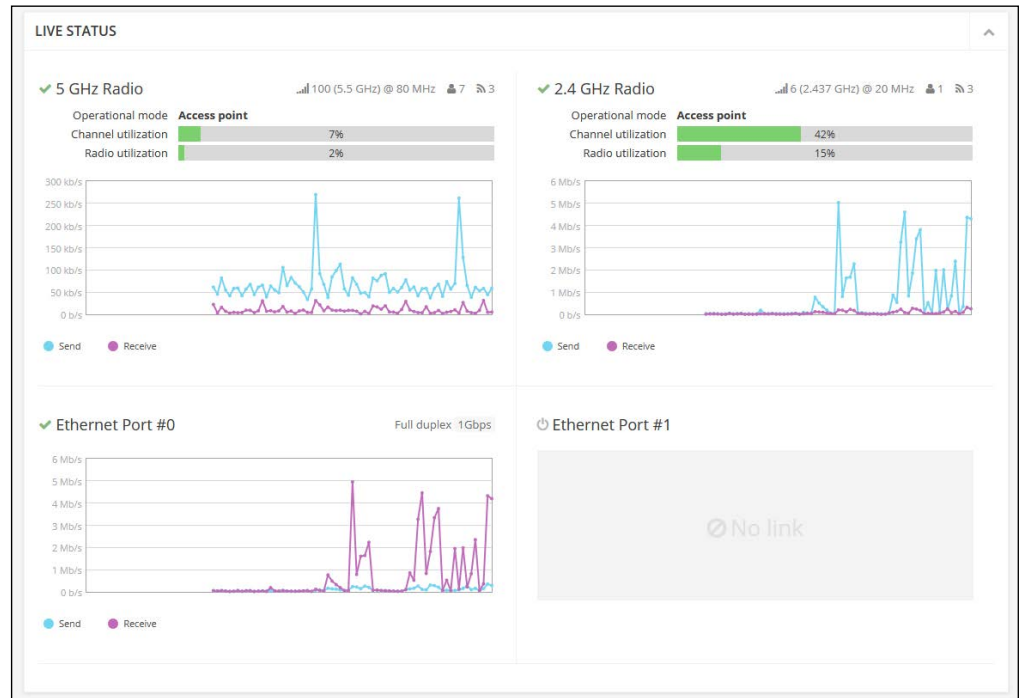 LIVE STATUS
5 GHz Radio
100 (5.5 GHz) @ 80 MHz 7 3
Operational mode Access point
Channel utilization 7%
Radio utilization 2%
300 kb/s
250 kb/s
200 kb/s
150 kb/s
100 kb/s
50 kb/s
0 b/s
Send Receive
2.4 GHz Radio
6 (2.437 GHz) @ 20 MHz 1 3
Operational mode Access point
Channel utilization 42%
Radio utilization 15%
6 Mb/s
5 Mb/s
4 Mb/s
3 Mb/s
2 Mb/s
1 Mb/s
0 b/s
Send Receive
Ethernet Port #0
Full duplex 1Gbps
6 Mb/s
5 Mb/s
4 Mb/s
3 Mb/s
2 Mb/s
1 Mb/s
0 b/s
Send Receive
Ethernet Port #1
No link